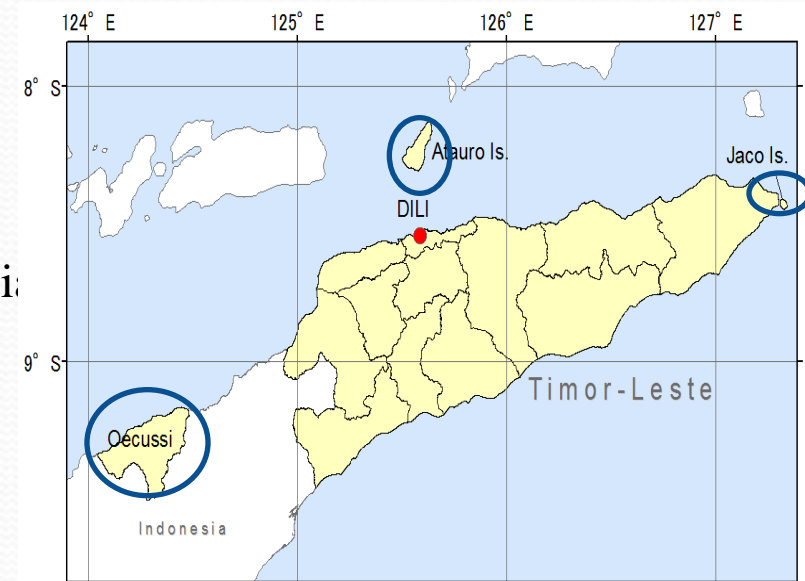 124° E 125° E 126° E 127° E
8° S
Atauro Is.
Jaco Is.
DILI
9° S
Timor-Leste
Oecussi
Indonesia